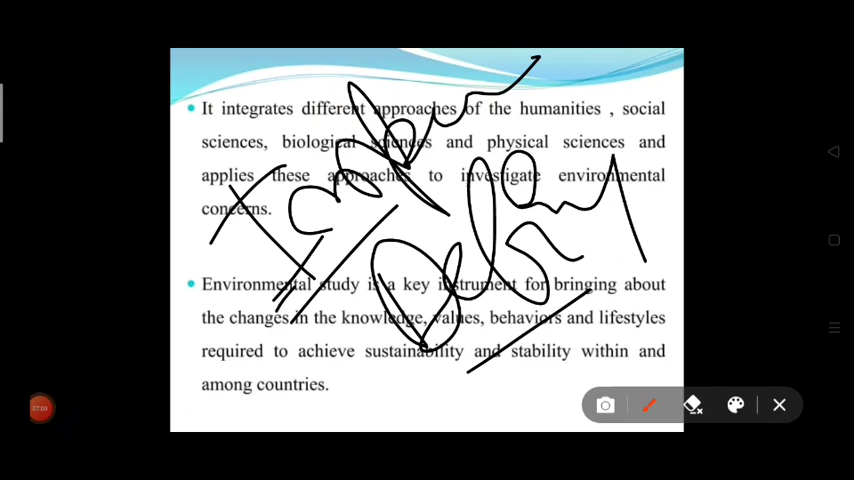 It integrates different approaches of the humanities , social
sciences, biological sciences and physical sciences and
applies these approaches to investigate environmental
concerns.
Environmental study is a key instrument for bringing about
the changes in the knowledge, values, behaviors and lifestyles
required to achieve sustainability and stability within and
among countries.
07:03